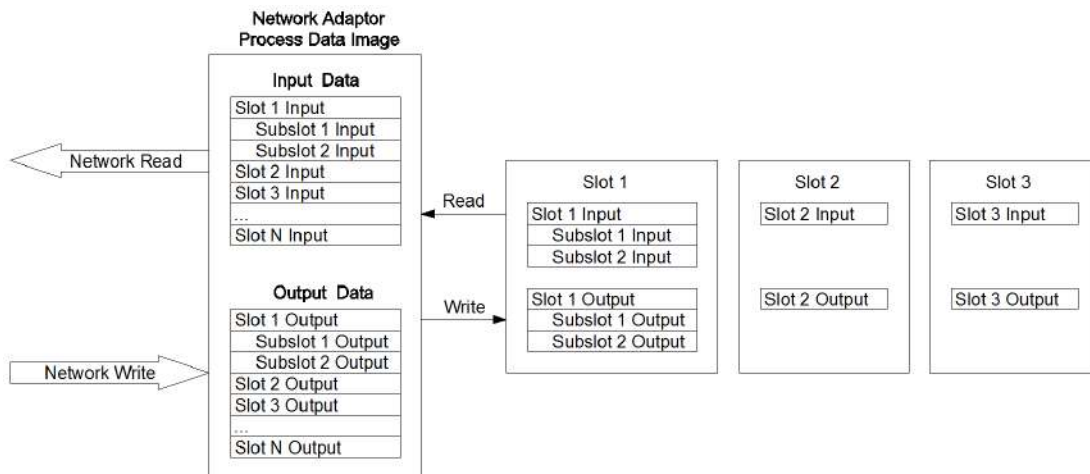 Network Adaptor
Process Data Image
Input Data
Slot 1 Input
Subslot 1 Input
Subslot 2 Input
Slot 2 Input
Slot 3 Input
...
Slot N Input
Output Data
Slot 1 Output
Subslot 1 Output
Subslot 2 Output
Slot 2 Output
Slot 3 Output
...
Slot N Output
Network Read
Network Write
Read
Write
Slot 1
Slot 1 Input
Subslot 1 Input
Subslot 2 Input
Slot 1 Output
Subslot 1 Output
Subslot 2 Output
Slot 2
Slot 2 Input
Slot 2 Output
Slot 3
Slot 3 Input
Slot 3 Output